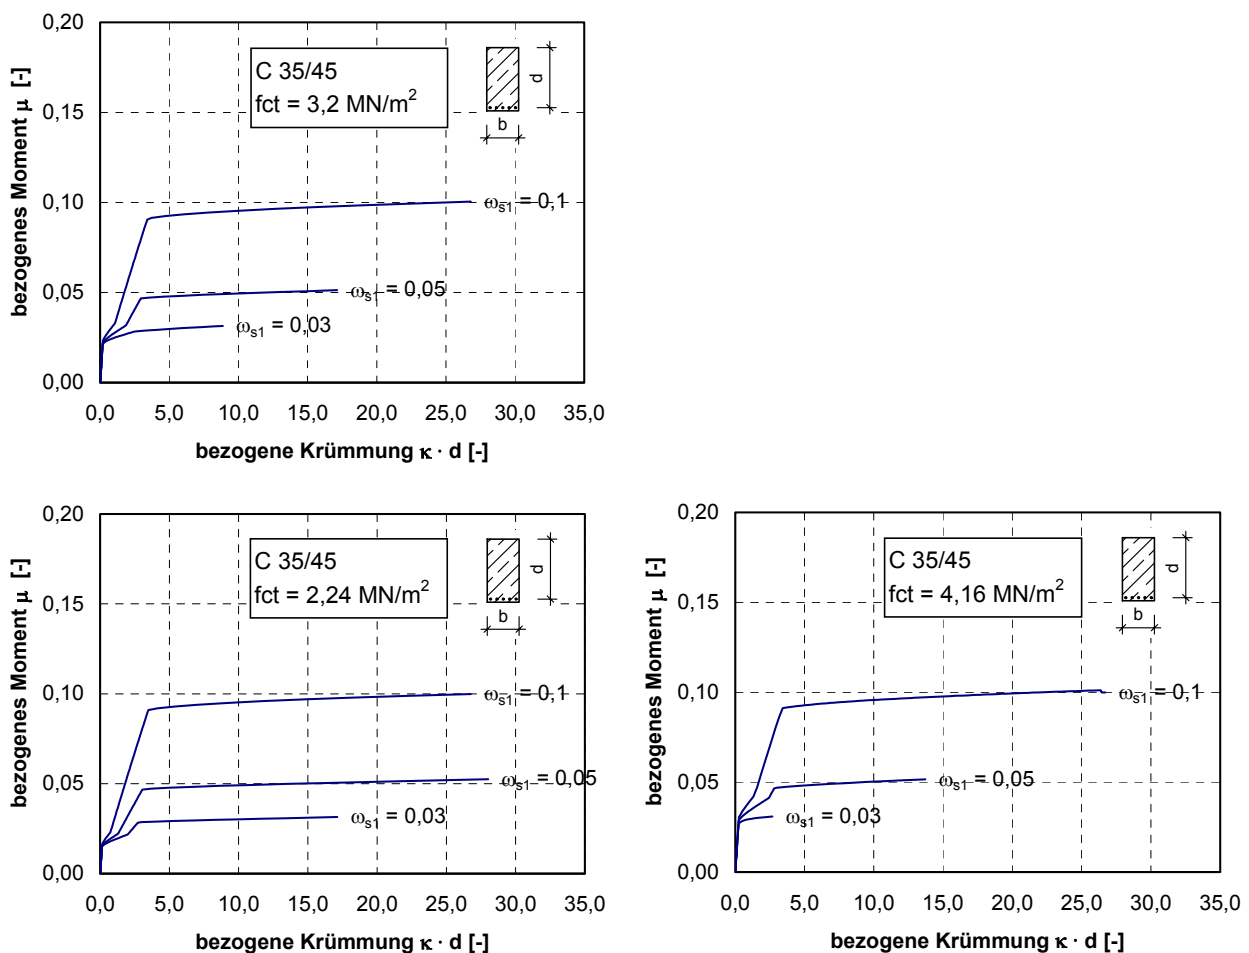 0,20
0,15
0,10
0,05
0,00
bezogenes Moment μ [-]
C 35/45
fct = 3,2 MN/m²
d
b
ωs1 = 0,1
ωs1 = 0,05
ωs1 = 0,03
0,0 5,0 10,0 15,0 20,0 25,0 30,0 35,0
bezogene Krümmung κ · d [-]
0,20
0,15
0,10
0,05
0,00
bezogenes Moment μ [-]
C 35/45
fct = 2,24 MN/m²
d
b
ωs1 = 0,1
ωs1 = 0,05
ωs1 = 0,03
0,0 5,0 10,0 15,0 20,0 25,0 30,0 35,0
bezogene Krümmung κ · d [-]
0,20
0,15
0,10
0,05
0,00
bezogenes Moment μ [-]
C 35/45
fct = 4,16 MN/m²
d
b
ωs1 = 0,1
ωs1 = 0,05
ωs1 = 0,03
0,0 5,0 10,0 15,0 20,0 25,0 30,0 35,0
bezogene Krümmung κ · d [-]